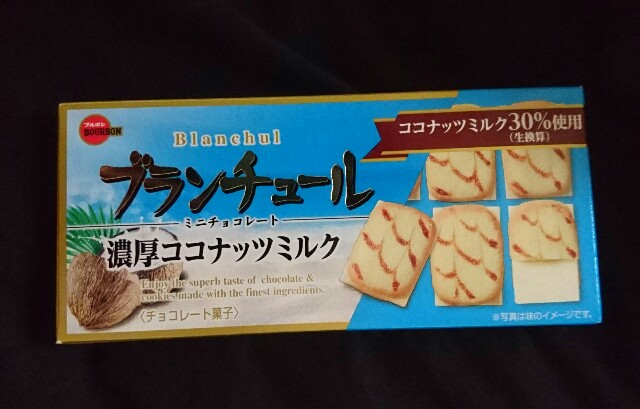 ブルボン
BOURBON
Blanchul
ブランチュール
ミニチョコレート
濃厚ココナッツミルク
Enjoy the superb taste of chocolate &
cookies made with the finest ingredients.
〈チョコレート菓子〉
ココナッツミルク30%使用
(生換算)
※写真は味のイメージです。